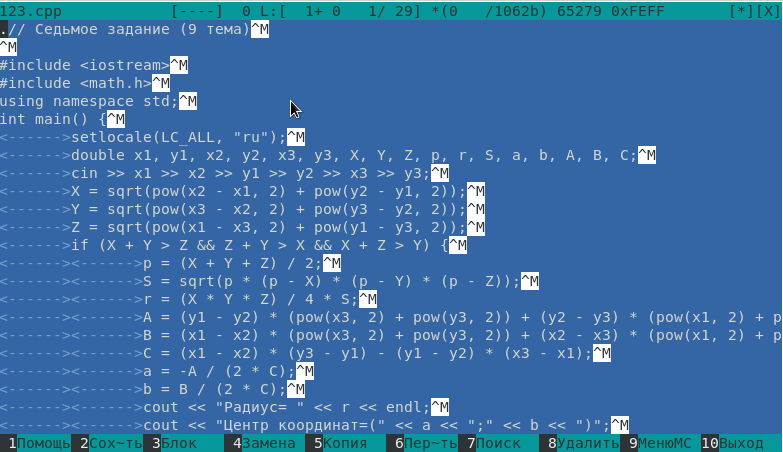 123.cpp [----] 0 L:[ 1+ 0 1/ 29] *(0 /1062b) 65279 0xFEFF [*][X]
.// Седьмое задание (9 тема)^M
^M
#include <iostream>^M
#include <math.h>^M
using namespace std;^M
int main() {^M
<------>setlocale(LC_ALL, "ru");^M
<------>double x1, y1, x2, y2, x3, y3, X, Y, Z, p, r, S, a, b, A, B, C;^M
<------>cin >> x1 >> x2 >> y1 >> y2 >> x3 >> y3;^M
<------>X = sqrt(pow(x2 - x1, 2) + pow(y2 - y1, 2));^M
<------>Y = sqrt(pow(x3 - x2, 2) + pow(y3 - y2, 2));^M
<------>Z = sqrt(pow(x1 - x3, 2) + pow(y1 - y3, 2));^M
<------>if (X + Y > Z && Z + Y > X && X + Z > Y) {^M
<------><------>p = (X + Y + Z) / 2;^M
<------><------>S = sqrt(p * (p - X) * (p - Y) * (p - Z));^M
<------><------>r = (X * Y * Z) / 4 * S;^M
<------><------>A = (y1 - y2) * (pow(x3, 2) + pow(y3, 2)) + (y2 - y3) * (pow(x1, 2) + p
<------><------>B = (x1 - x2) * (pow(x3, 2) + pow(y3, 2)) + (x2 - x3) * (pow(x1, 2) + p
<------><------>C = (x1 - x2) * (y3 - y1) - (y1 - y2) * (x3 - x1);^M
<------><------>a = -A / (2 * C);^M
<------><------>b = B / (2 * C);^M
<------><------>cout << "Радиус= " << r << endl;^M
<------><------>cout << "Центр координат=(" << a << ";" << b << ")";^M
1Помощь 2Сох~ть 3Блок 4Замена 5Копия 6Пер~ть 7Поиск 8Удалить 9МенюМС 10Выход